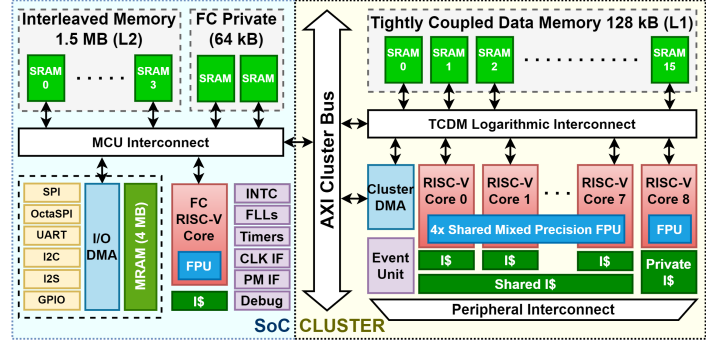 Interleaved Memory
1.5 MB (L2)
SRAM
0
SRAM
3
FC Private
(64 kB)
SRAM
SRAM
MCU Interconnect
SPI
OctaSPI
UART
I2C
I2S
GPIO
I/O
DMA
MRAM (4 MB)
FC
RISC-V
Core
FPU
I$
INTC
FLLs
Timers
CLK IF
PM IF
Debug
SoC
AXI Cluster Bus
Tightly Coupled Data Memory 128 kB (L1)
SRAM
0
SRAM
1
SRAM
2
SRAM
15
TCDM Logarithmic Interconnect
Cluster
DMA
RISC-V
Core 0
RISC-V
Core 1
RISC-V
Core 7
RISC-V
Core 8
4x Shared Mixed Precision FPU
FPU
Event
Unit
I$
I$
I$
Shared I$
Private
I$
Peripheral Interconnect
CLUSTER